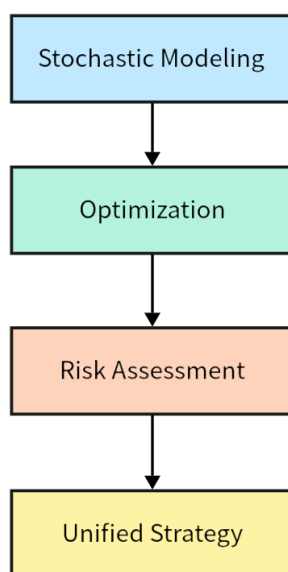 Stochastic Modeling
Optimization
Risk Assessment
Unified Strategy